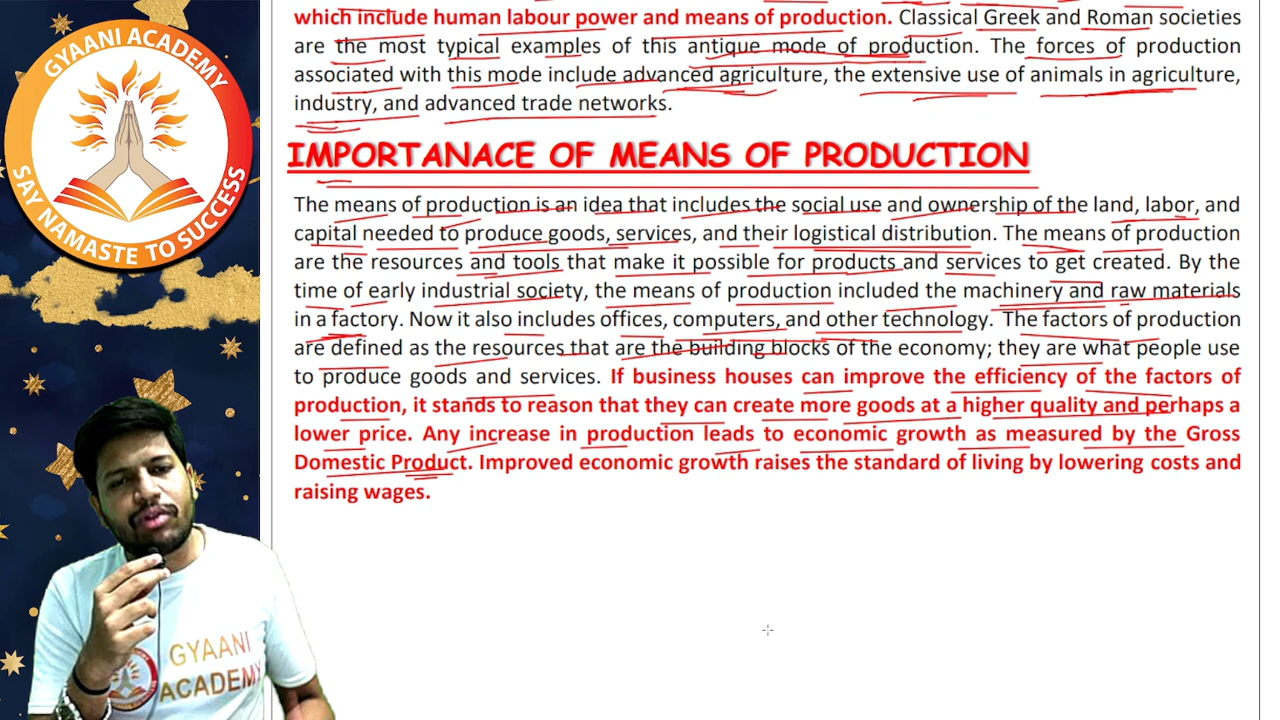 GYAANI ACADEMY
SAY NAMASTE TO SUCCESS
which include human labour power and means of production. Classical Greek and Roman societies
are the most typical examples of this antique mode of production. The forces of production
associated with this mode include advanced agriculture, the extensive use of animals in agriculture,
industry, and advanced trade networks.
IMPORTANACE OF MEANS OF PRODUCTION
The means of production is an idea that includes the social use and ownership of the land, labor, and
capital needed to produce goods, services, and their logistical distribution. The means of production
are the resources and tools that make it possible for products and services to get created. By the
time of early industrial society, the means of production included the machinery and raw materials
in a factory. Now it also includes offices, computers, and other technology. The factors of production
are defined as the resources that are the building blocks of the economy; they are what people use
to produce goods and services. If business houses can improve the efficiency of the factors of
production, it stands to reason that they can create more goods at a higher quality and perhaps a
lower price. Any increase in production leads to economic growth as measured by the Gross
Domestic Product. Improved economic growth raises the standard of living by lowering costs and
raising wages.
GYAANI
ACADEMY